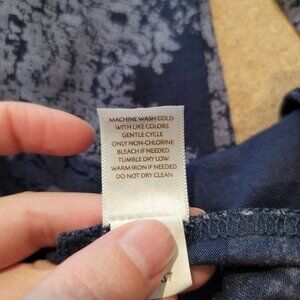 MACHINE WASH COLD
WITH LIKE COLORS
GENTLE CYCLE
ONLY NON-CHLORINE
BLEACH IF NEEDED
TUMBLE DRY LOW
WARM IRON IF NEEDED
DO NOT DRY CLEAN